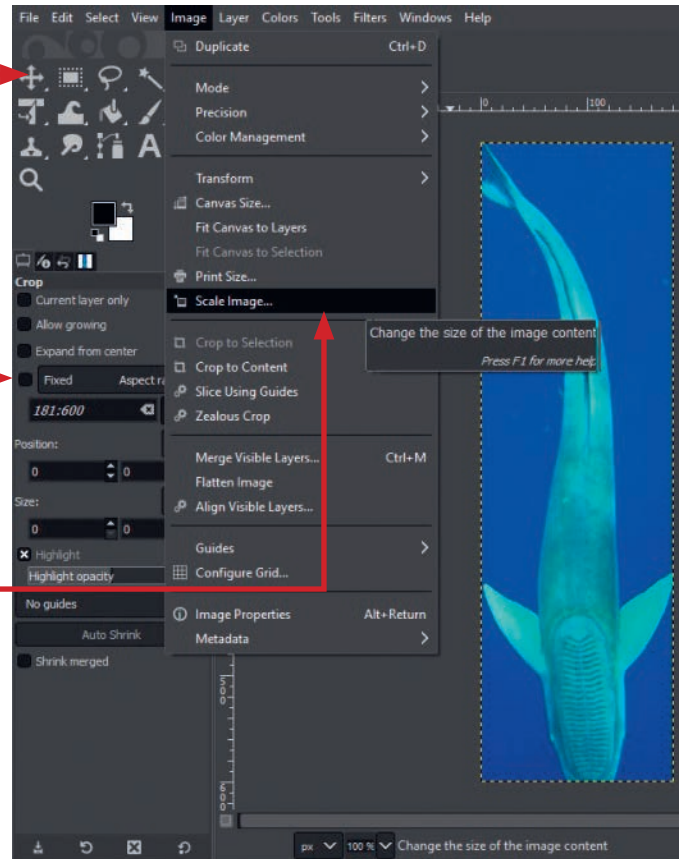 File Edit Select View Image Layer Colors Tools Filters Windows Help
Duplicate Ctrl+D
Mode
Precision
Color Management
Transform
Canvas Size...
Fit Canvas to Layers
Fit Canvas to Selection
Print Size...
Scale Image...
Change the size of the image content
Press F1 for more help
Crop to Selection
Crop to Content
Slice Using Guides
Zealous Crop
Merge Visible Layers... Ctrl+M
Flatten Image
Align Visible Layers...
Guides
Configure Grid...
Image Properties Alt+Return
Metadata
Crop
Current layer only
Allow growing
Expand from center
Fixed Aspect
181:600
Position:
0 0
Size:
0 0
Highlight
Highlight opacity
No guides
Auto Shrink
Shrink merged
0 100
500
600
px 100 % Change the size of the image content